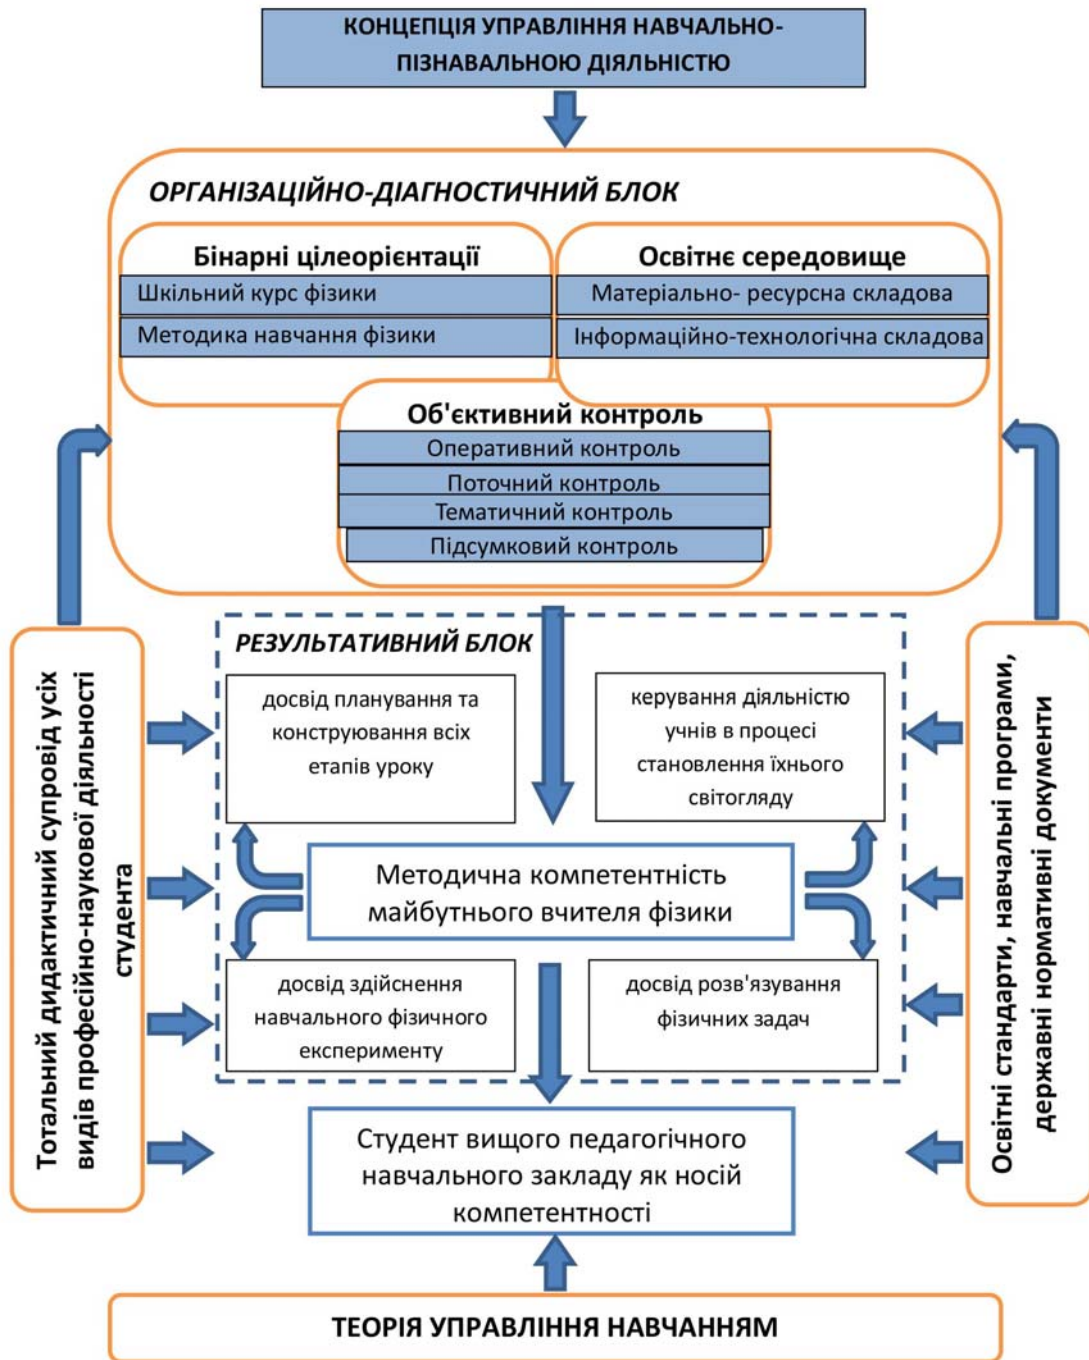 КОНЦЕПЦІЯ УПРАВЛІННЯ НАВЧАЛЬНО-
ПІЗНАВАЛЬНОЮ ДІЯЛЬНІСТЮ
ОРГАНІЗАЦІЙНО-ДІАГНОСТИЧНИЙ БЛОК
Бінарні цілеорієнтації
Шкільний курс фізики
Методика навчання фізики
Освітнє середовище
Матеріально- ресурсна складова
Інформаційно-технологічна складова
Об'єктивний контроль
Оперативний контроль
Поточний контроль
Тематичний контроль
Підсумковий контроль
Тотальний дидактичний супровід усіх
видів професійно-наукової діяльності
студента
РЕЗУЛЬТАТИВНИЙ БЛОК
досвід планування та
конструювання всіх
етапів уроку
керування діяльністю
учнів в процесі
становлення їхнього
світогляду
Методична компетентність
майбутнього вчителя фізики
досвід здійснення
навчального фізичного
експерименту
досвід розв'язування
фізичних задач
Освітні стандарти, навчальні програми,
державні нормативні документи
Студент вищого педагогічного
навчального закладу як носій
компетентності
ТЕОРІЯ УПРАВЛІННЯ НАВЧАННЯМ